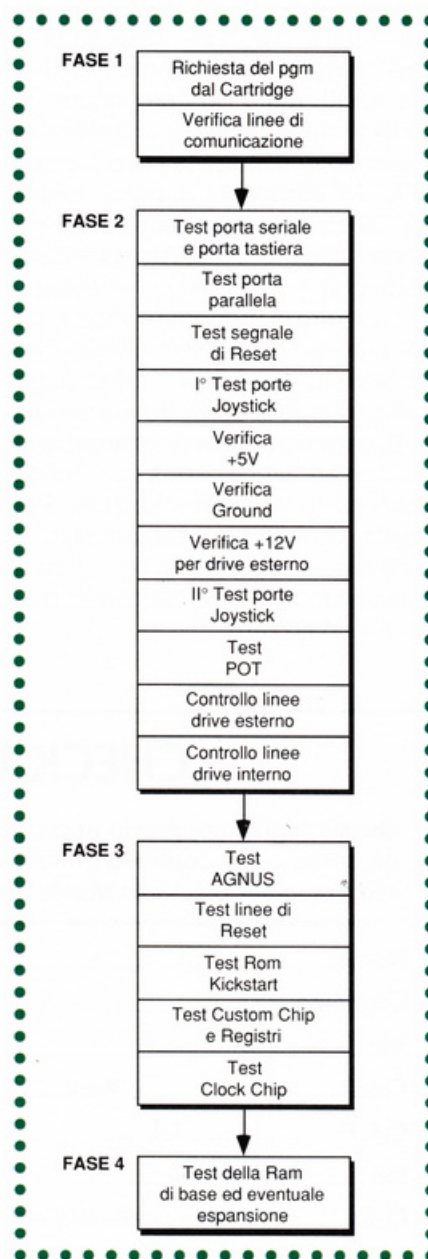 FASE 1
Richiesta del pgm
dal Cartridge
Verifica linee di
comunicazione
FASE 2
Test porta seriale
e porta tastiera
Test porta
parallela
Test segnale
di Reset
I° Test porte
Joystick
Verifica
+5V
Verifica
Ground
Verifica +12V
per drive esterno
II° Test porte
Joystick
Test
POT
Controllo linee
drive esterno
Controllo linee
drive interno
FASE 3
Test
AGNUS
Test linee di
Reset
Test Rom
Kickstart
Test Custom Chip
e Registri
Test
Clock Chip
FASE 4
Test della Ram
di base ed eventuale
espansione